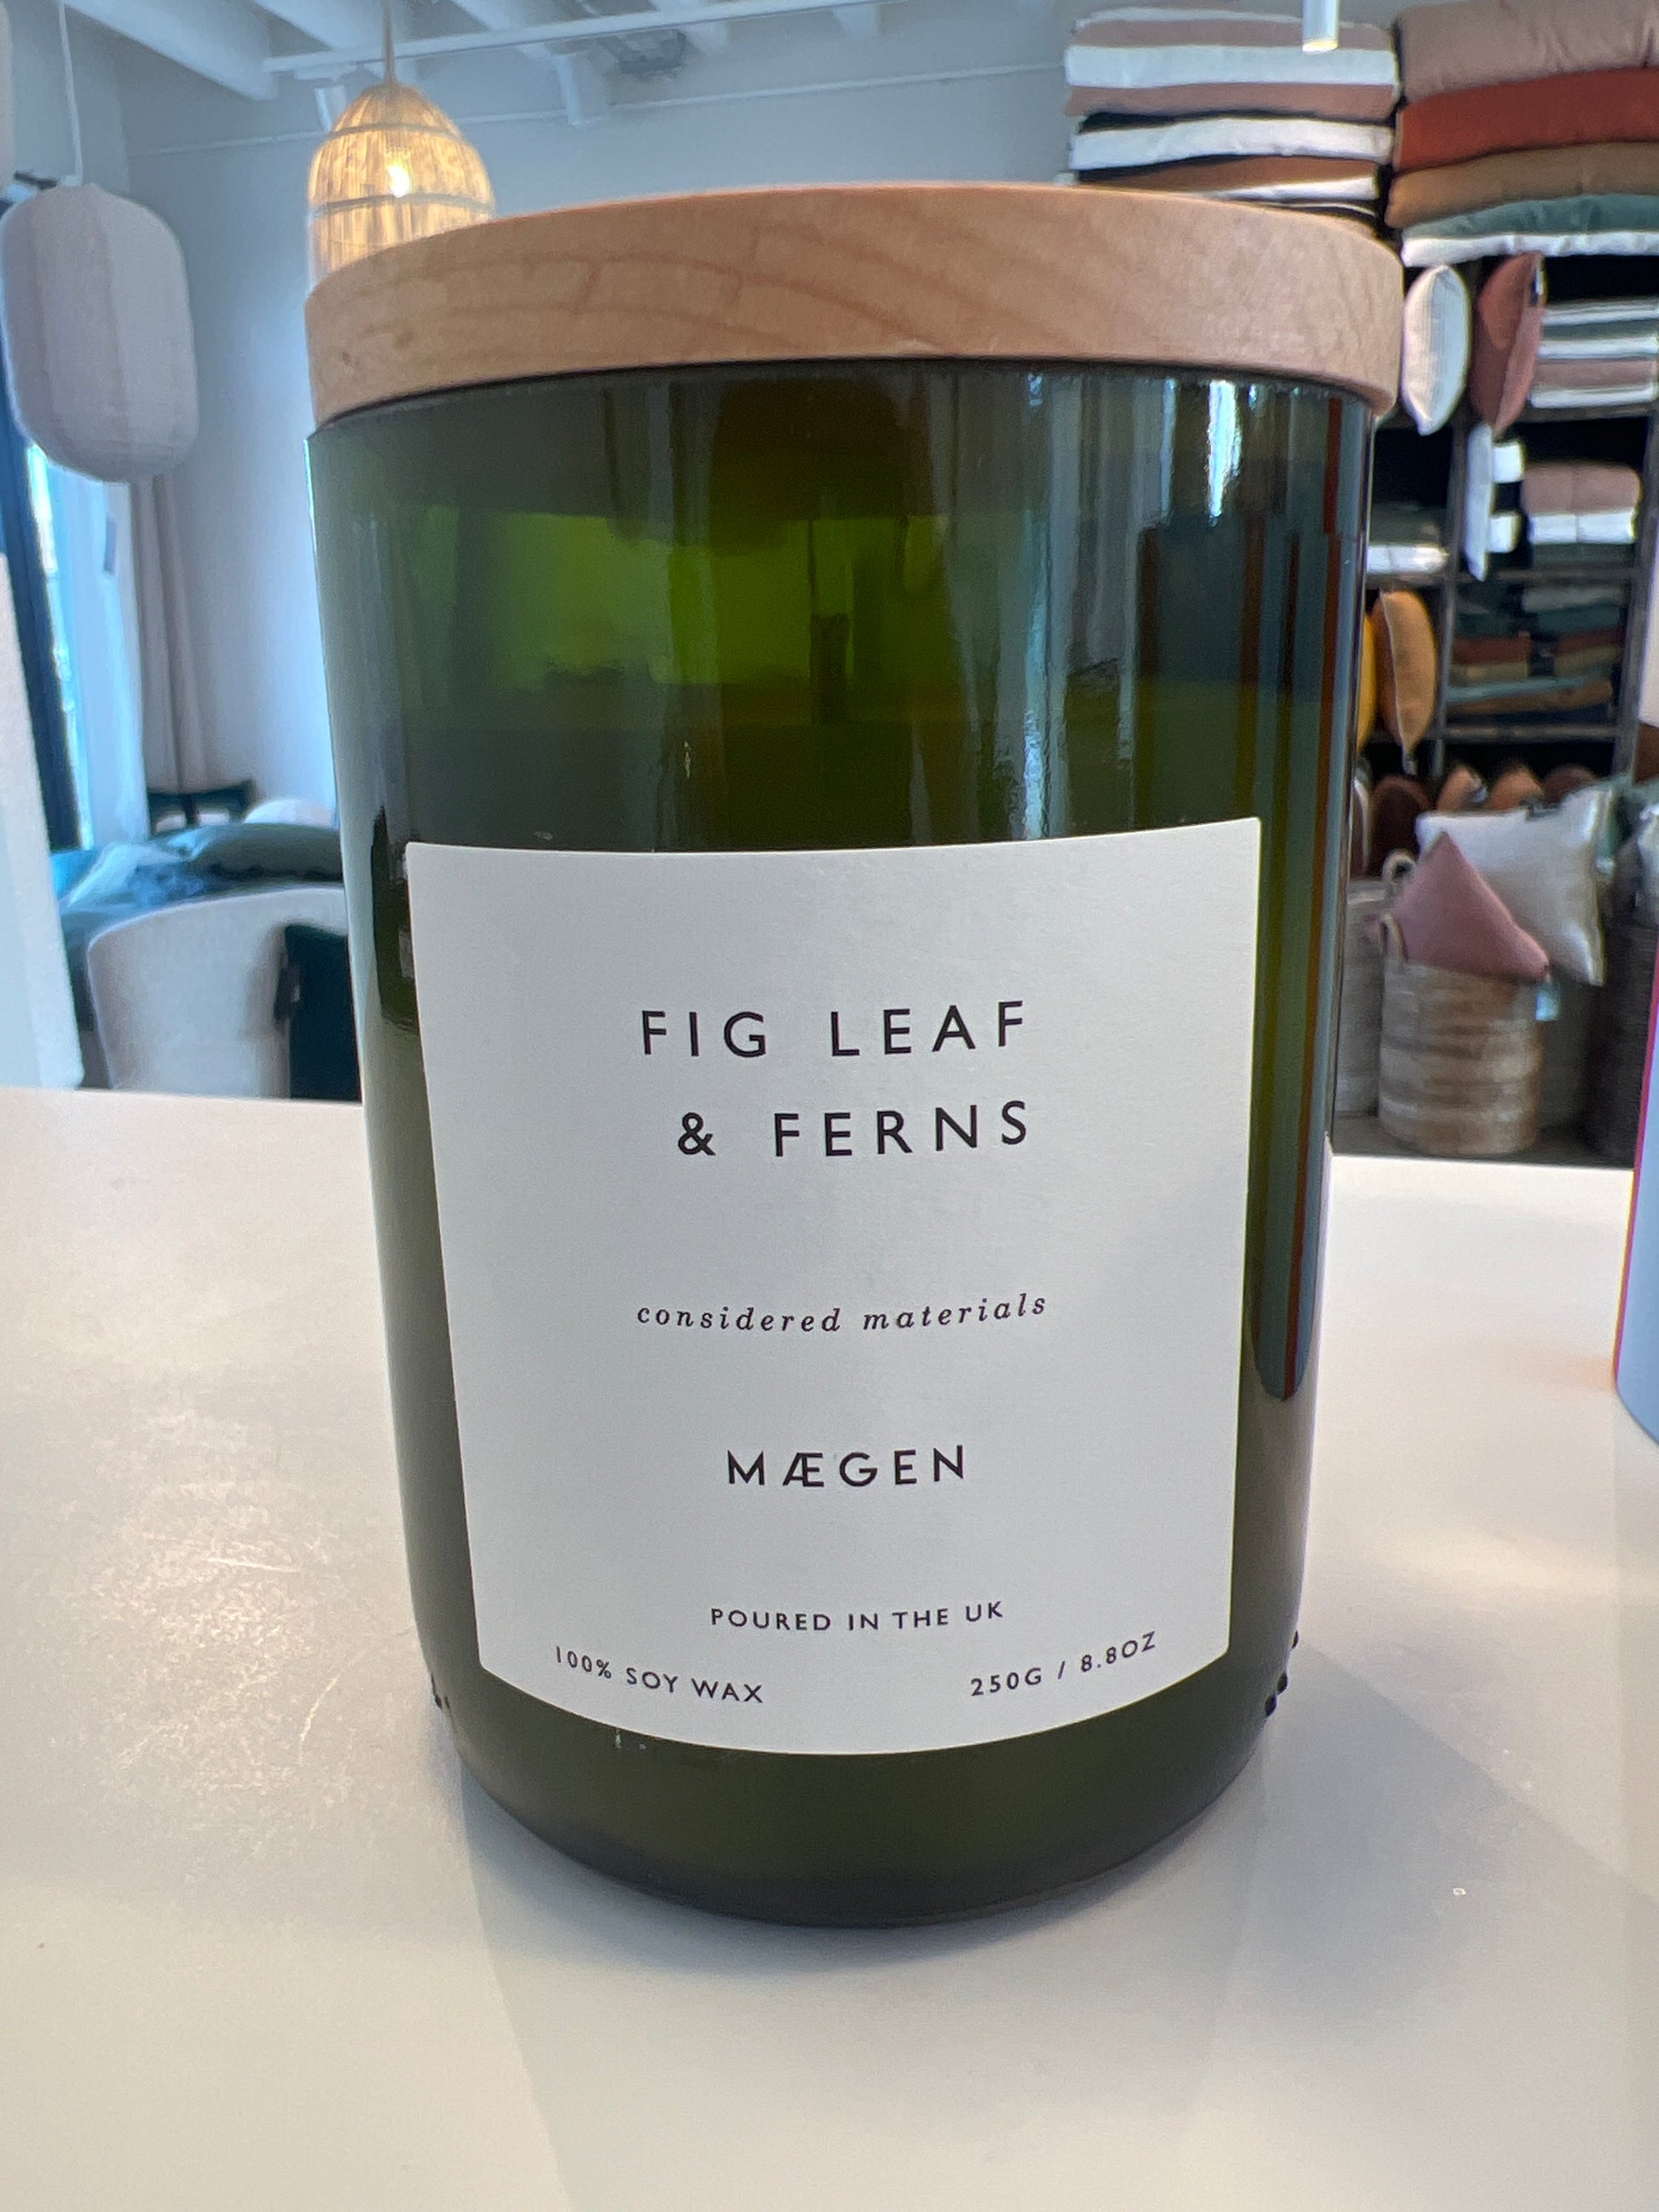 FIG LEAF
& FERNS
considered materials
MÆGEN
POURED IN THE UK
100% SOY WAX
250G / 8.8OZ